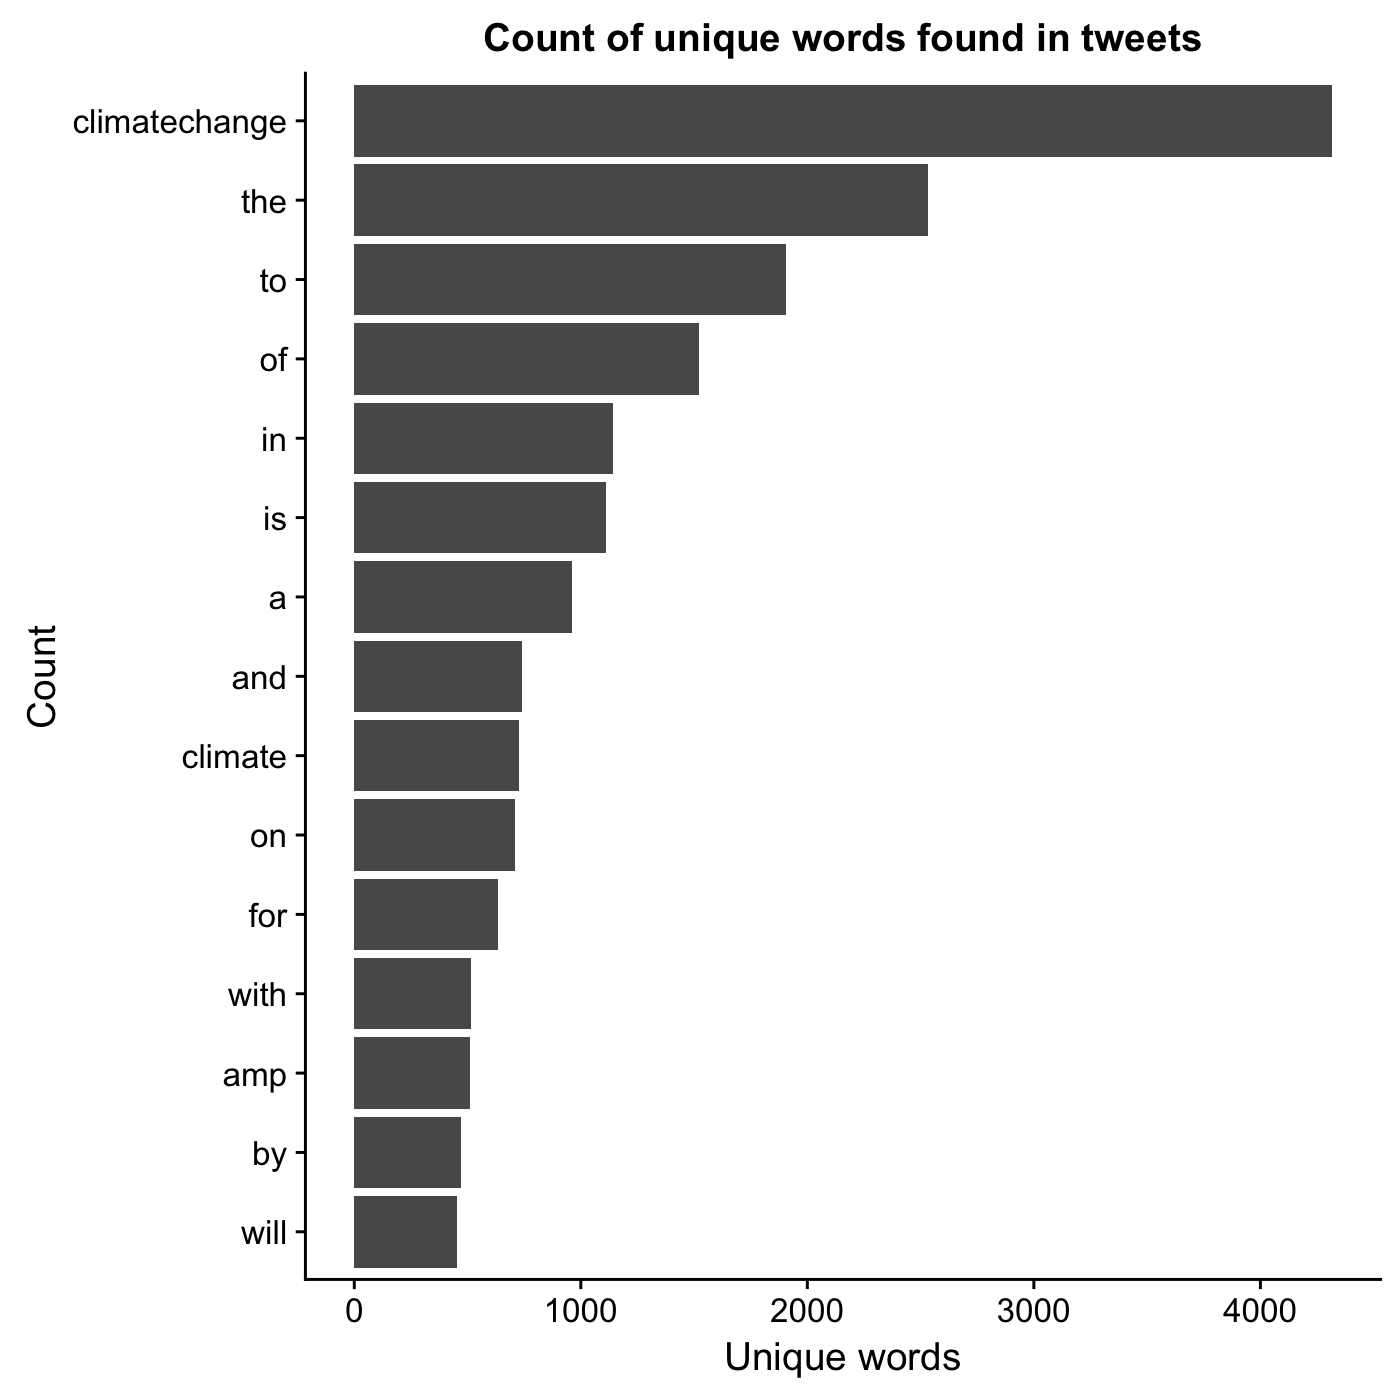 Count of unique words found in tweets
climatechange
the
to
of
in
is
a
and
climate
on
for
with
amp
by
will
Count
0 1000 2000 3000 4000
Unique words